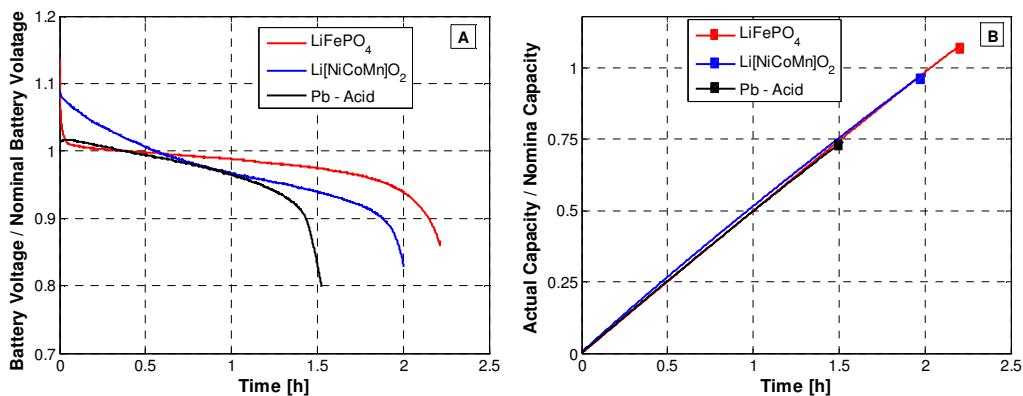 Battery Voltage / Nominal Battery Volatage
1.2
1.1
1
0.9
0.8
0.7
0
0.5
1
1.5
2
2.5
Time [h]
LiFePO4
Li[NiCoMn]O2
Pb - Acid
A
Actual Capacity / Nomina Capacity
1
0.75
0.5
0.25
0
0
0.5
1
1.5
2
2.5
Time [h]
LiFePO4
Li[NiCoMn]O2
Pb - Acid
B